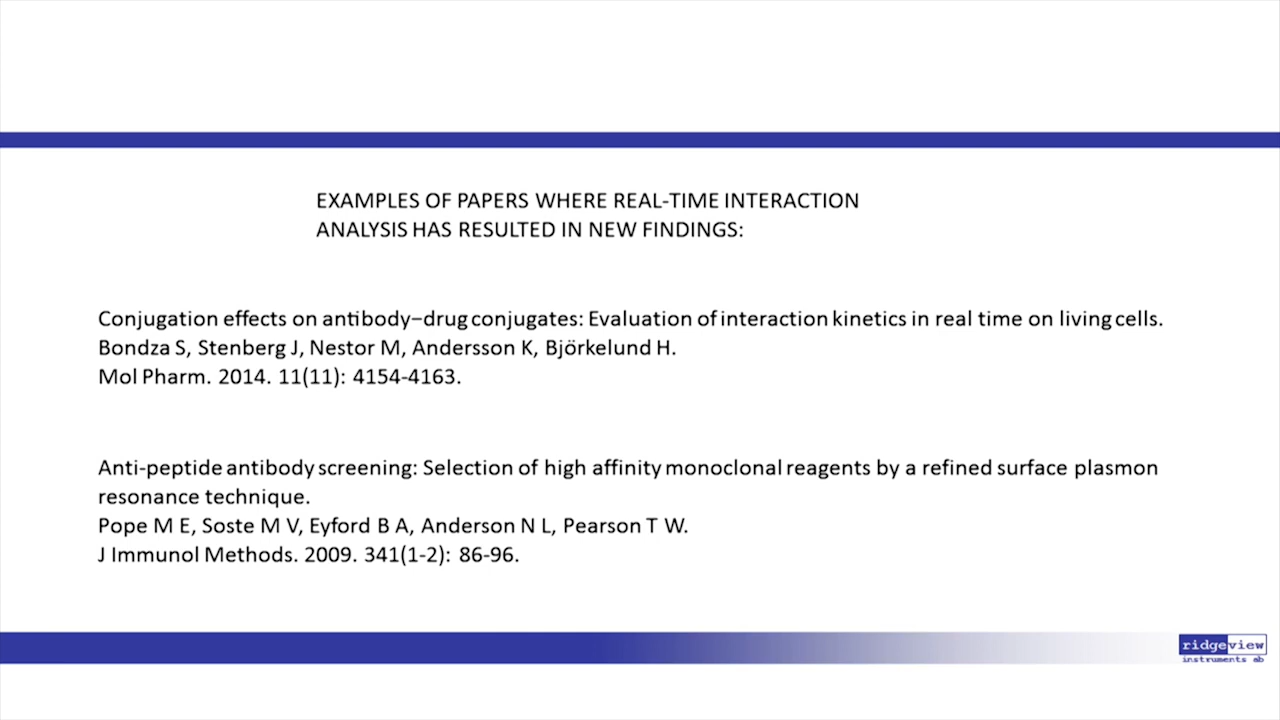 EXAMPLES OF PAPERS WHERE REAL-TIME INTERACTION
ANALYSIS HAS RESULTED IN NEW FINDINGS:
Conjugation effects on antibody–drug conjugates: Evaluation of interaction kinetics in real time on living cells.
Bondza S, Stenberg J, Nestor M, Andersson K, Björkelund H.
Mol Pharm. 2014. 11(11): 4154-4163.
Anti-peptide antibody screening: Selection of high affinity monoclonal reagents by a refined surface plasmon
resonance technique.
Pope M E, Soste M V, Eyford B A, Anderson N L, Pearson T W.
J Immunol Methods. 2009. 341(1-2): 86-96.
ridgeview
instruments ab